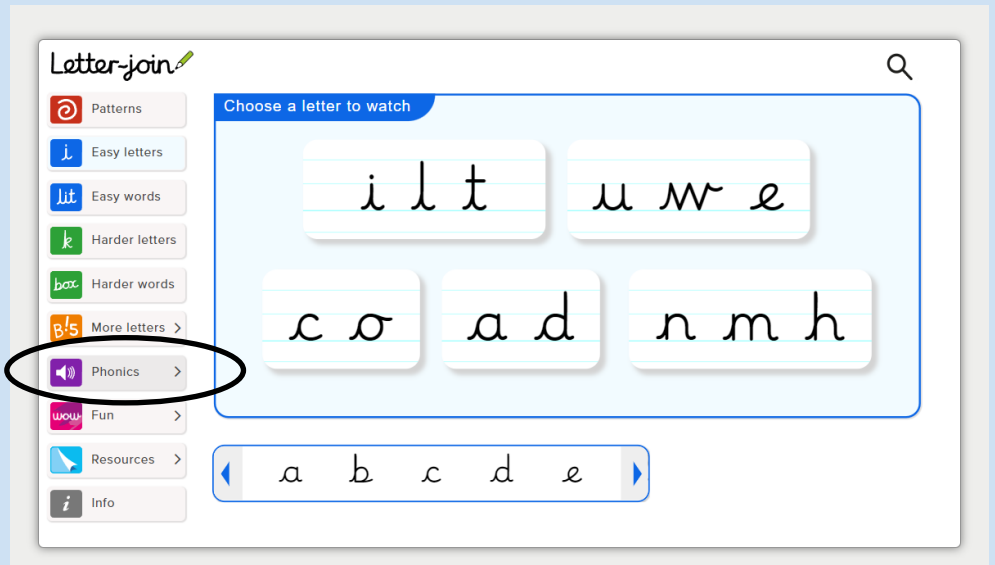 Letter-join
Patterns
i Easy letters
lit Easy words
k Harder letters
box Harder words
B!5 More letters
Phonics
wow Fun
Resources
i Info
Choose a letter to watch
i l t
u w e
c o
a d
n m h
a b c d e